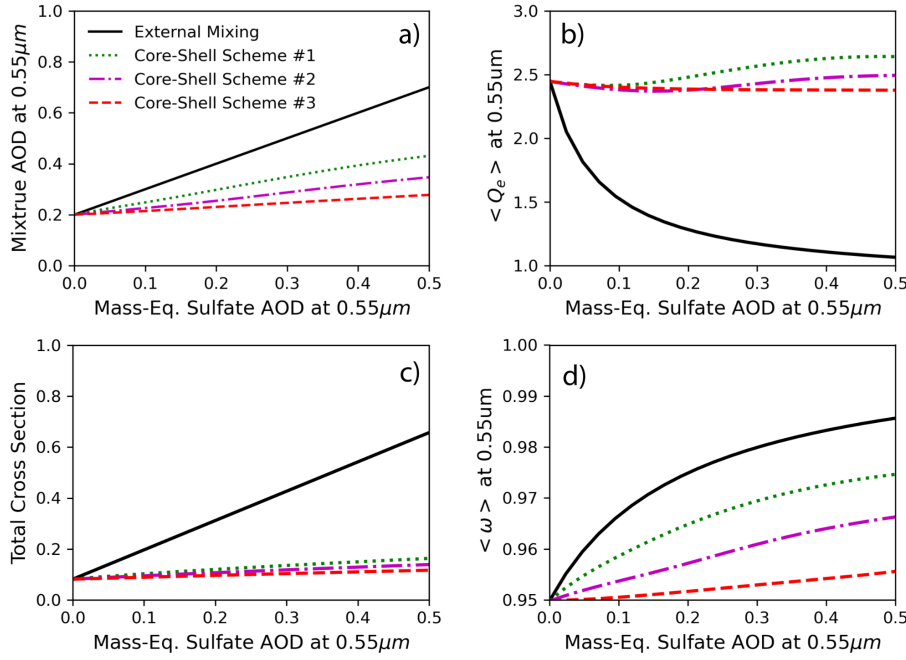 1.0
0.8
0.6
0.4
0.2
0.0
Mixtrue AOD at 0.55μm
External Mixing
Core-Shell Scheme #1
Core-Shell Scheme #2
Core-Shell Scheme #3
a)
0.0 0.1 0.2 0.3 0.4 0.5
Mass-Eq. Sulfate AOD at 0.55μm
3.0
2.5
2.0
1.5
1.0
< Qₑ > at 0.55um
b)
0.0 0.1 0.2 0.3 0.4 0.5
Mass-Eq. Sulfate AOD at 0.55μm
1.0
0.8
0.6
0.4
0.2
0.0
Total Cross Section
c)
0.0 0.1 0.2 0.3 0.4 0.5
Mass-Eq. Sulfate AOD at 0.55μm
1.00
0.99
0.98
0.97
0.96
0.95
< ω > at 0.55um
d)
0.0 0.1 0.2 0.3 0.4 0.5
Mass-Eq. Sulfate AOD at 0.55μm